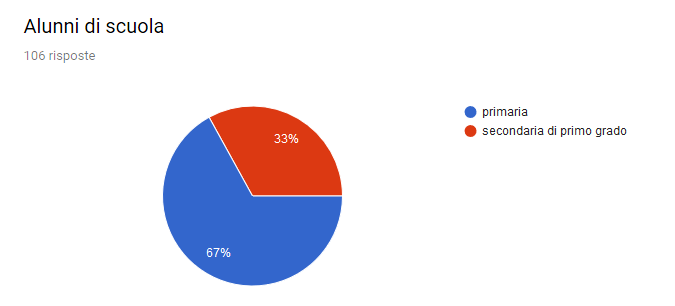 Alunni di scuola
106 risposte
primaria
secondaria di primo grado
33%
67%